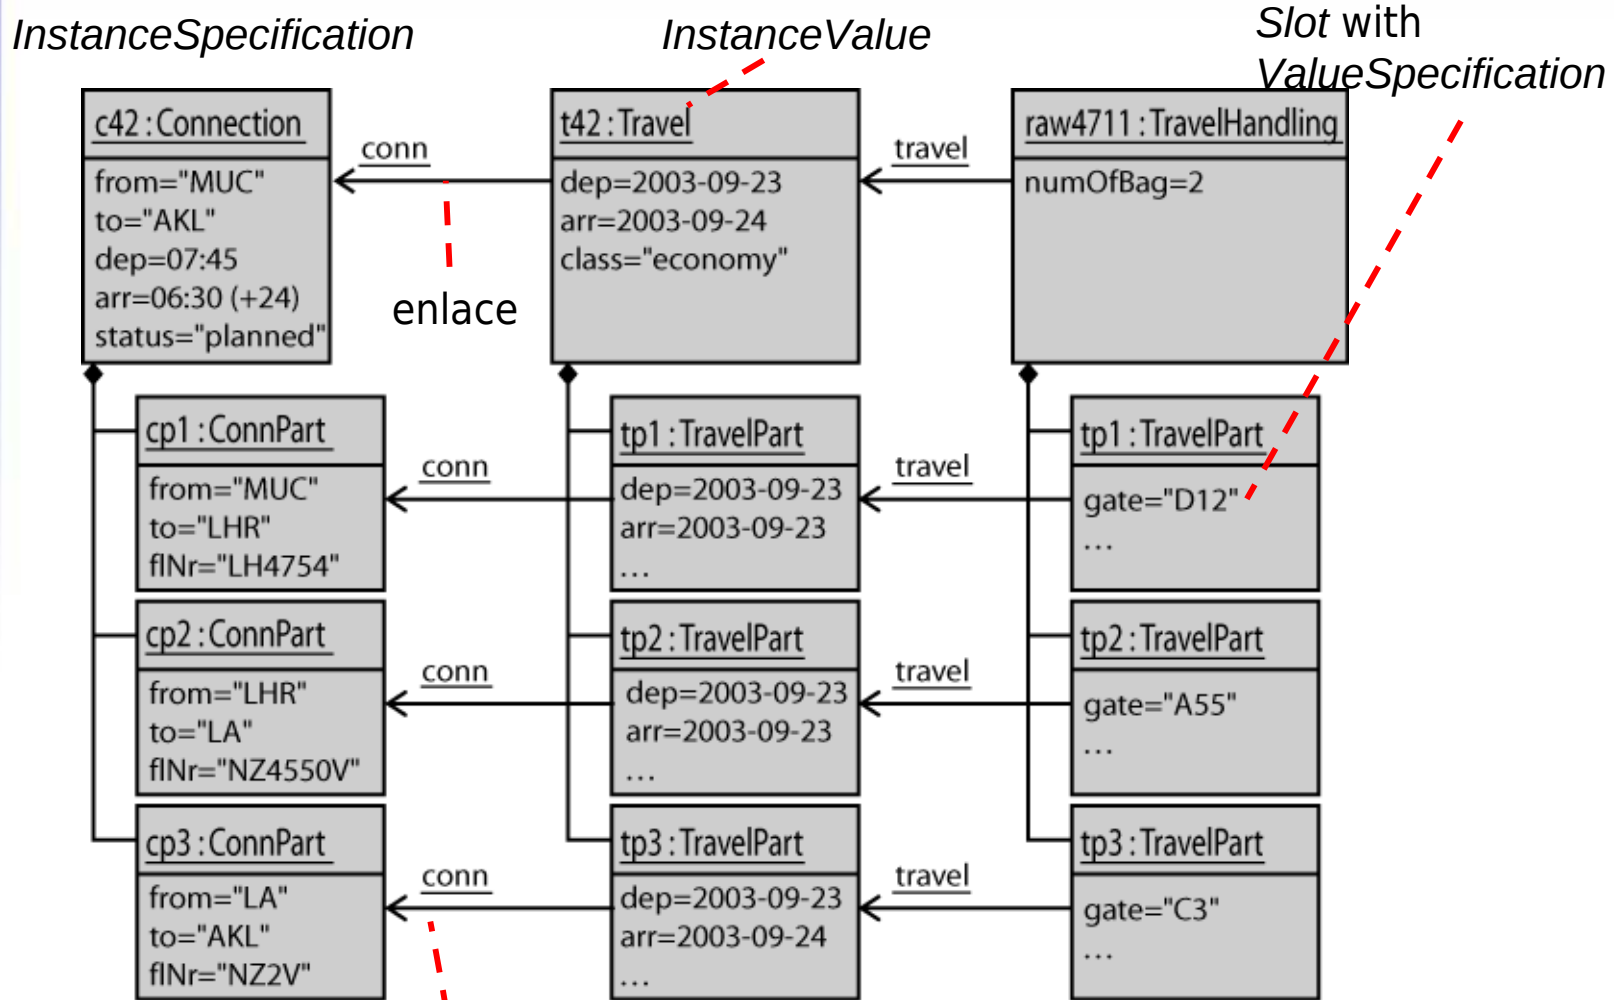 InstanceSpecification
InstanceValue
Slot with
ValueSpecification
c42 : Connection
from="MUC"
to="AKL"
dep=07:45
arr=06:30 (+24)
status="planned"
conn
enlace
t42 : Travel
dep=2003-09-23
arr=2003-09-24
class="economy"
travel
raw4711 : TravelHandling
numOfBag=2
cp1 : ConnPart
from="MUC"
to="LHR"
flNr="LH4754"
conn
tp1 : TravelPart
dep=2003-09-23
arr=2003-09-23
...
travel
tp1 : TravelPart
gate="D12"
...
cp2 : ConnPart
from="LHR"
to="LA"
flNr="NZ4550V"
conn
tp2 : TravelPart
dep=2003-09-23
arr=2003-09-23
...
travel
tp2 : TravelPart
gate="A55"
...
cp3 : ConnPart
from="LA"
to="AKL"
flNr="NZ2V"
conn
tp3 : TravelPart
dep=2003-09-23
arr=2003-09-24
...
travel
tp3 : TravelPart
gate="C3"
...